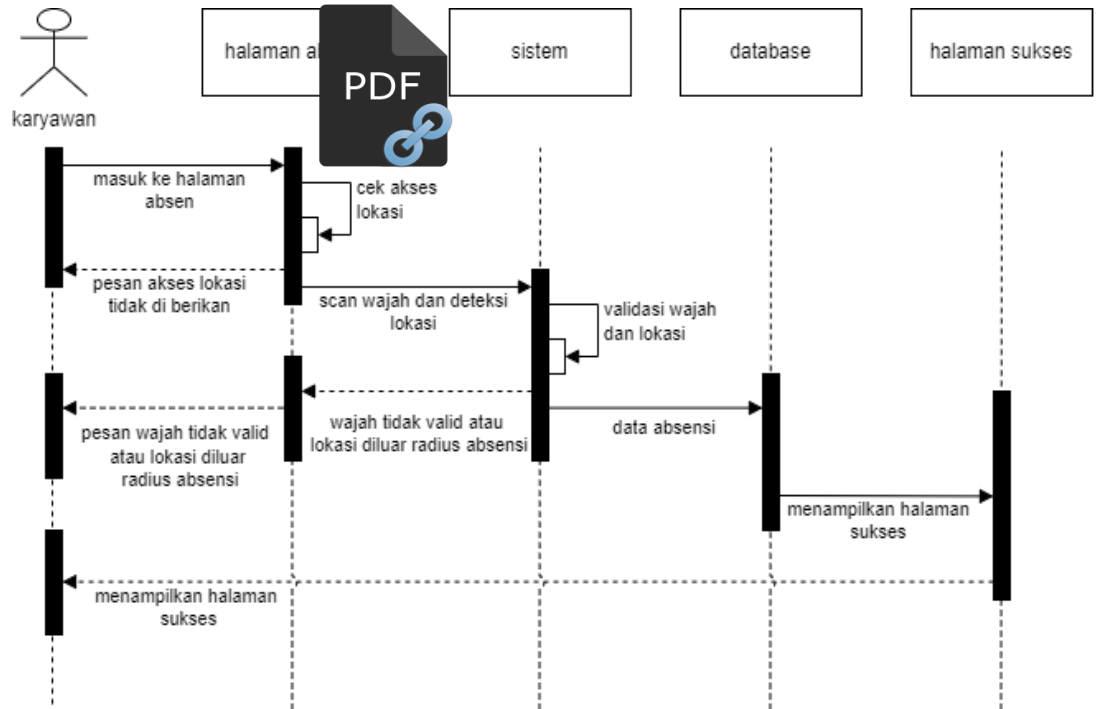 halaman
sistem
database
halaman sukses
PDF
karyawan
masuk ke halaman
absen
cek akses
lokasi
pesan akses lokasi
tidak di berikan
scan wajah dan deteksi
lokasi
validasi wajah
dan lokasi
wajah tidak valid atau
lokasi diluar radius absensi
data absensi
pesan wajah tidak valid
atau lokasi diluar
radius absensi
menampilkan halaman
sukses
menampilkan halaman
sukses